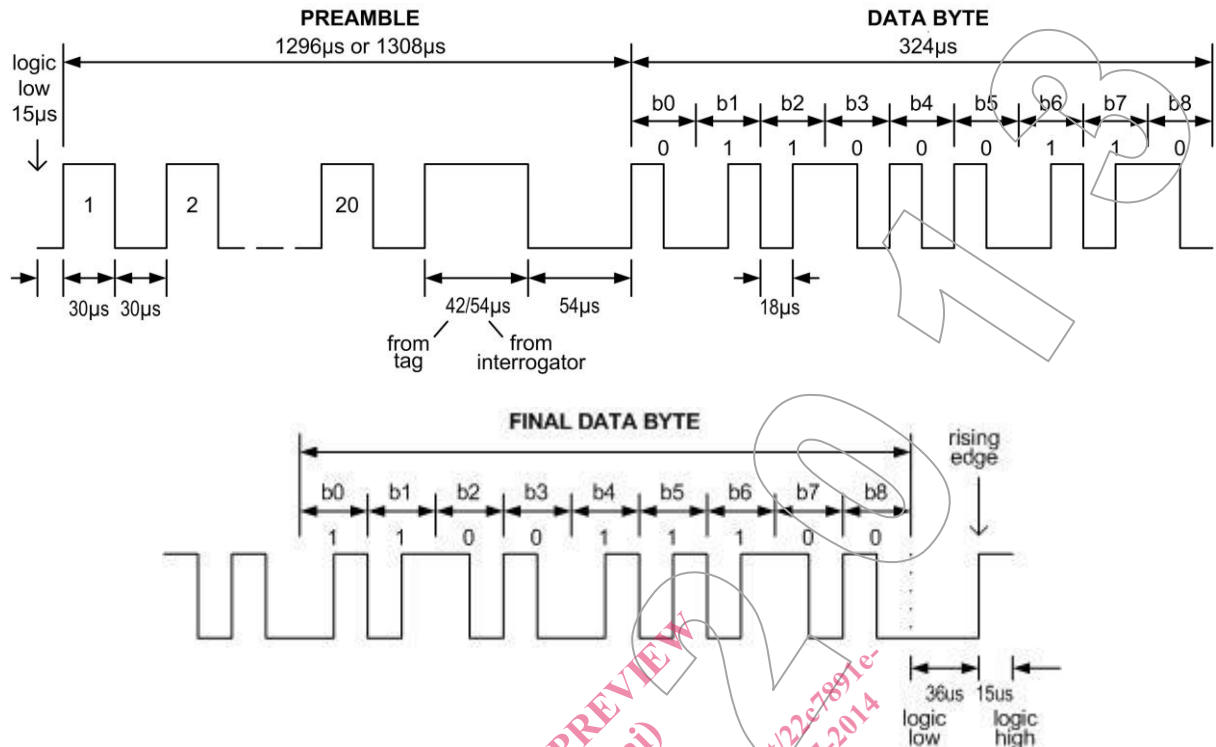 PREAMBLE
1296µs or 1308µs
DATA BYTE
324µs
logic
low
15µs
b0 b1 b2 b3 b4 b5 b6 b7 b8
0 1 1 0 0 0 1 1 0
1 2 20
30µs 30µs
42/54µs 54µs
18µs
from
tag
from
interrogator
FINAL DATA BYTE
rising
edge
b0 b1 b2 b3 b4 b5 b6 b7 b8
1 1 0 0 1 1 1 0 0
36us 15us
logic
low
logic
high
2013
PREVIEW